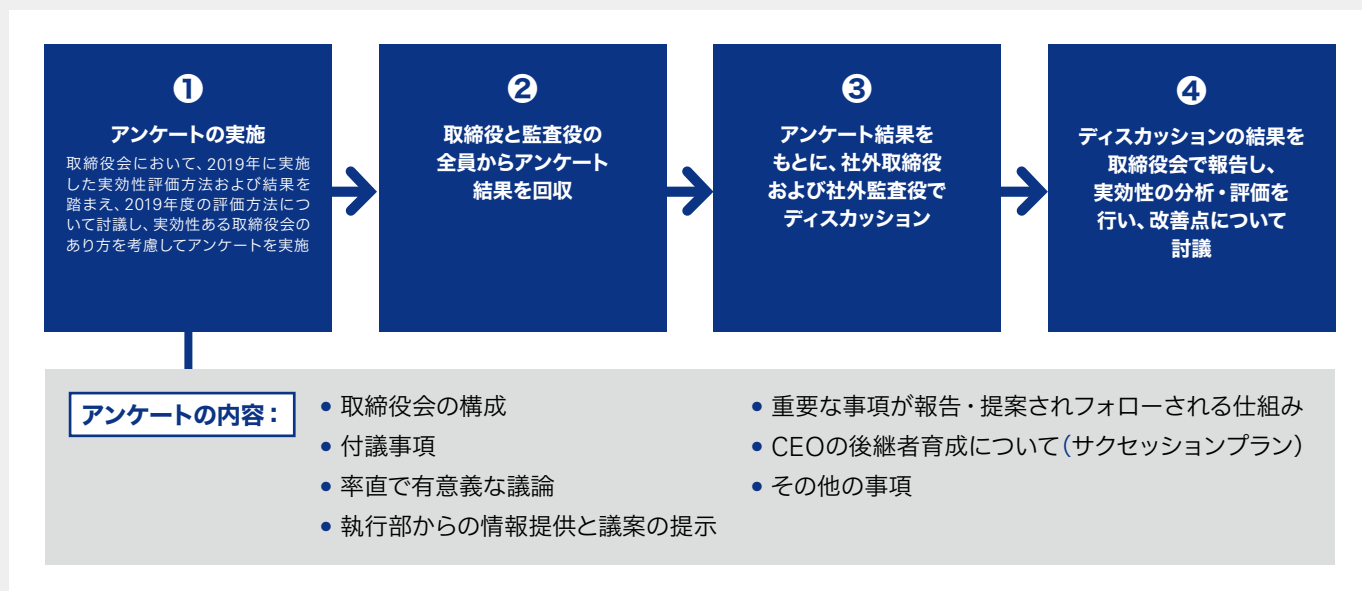 ❶
アンケートの実施
取締役会において、2019年に実施
した実効性評価方法および結果を
踏まえ、2019年度の評価方法につ
いて討議し、実効性ある取締役会の
あり方を考慮してアンケートを実施
❷
取締役と監査役の
全員からアンケート
結果を回収
❸
アンケート結果を
もとに、社外取締役
および社外監査役で
ディスカッション
❹
ディスカッションの結果を
取締役会で報告し、
実効性の分析・評価を
行い、改善点について
討議
アンケートの内容：
• 取締役会の構成
• 付議事項
• 率直で有意義な議論
• 執行部からの情報提供と議案の提示
• 重要な事項が報告・提案されフォローされる仕組み
• CEOの後継者育成について（サクセッションプラン）
• その他の事項